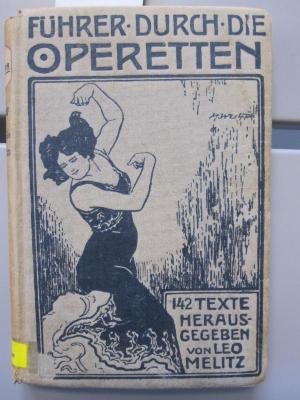 FÜHRER·DURCH·DIE
OPERETTEN
142 TEXTE
HERAUS-
GEGEBEN
VON LEO
MELITZ